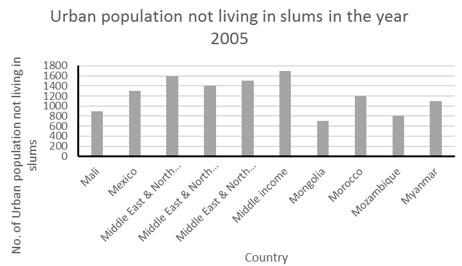 Urban population not living in slums in the year
2005
No. of Urban population not living in
slums
1800
1600
1400
1200
1000
800
600
400
200
0
Mali
Mexico
Middle East & North...
Middle East & North...
Middle East & North...
Middle income
Mongolia
Morocco
Mozambique
Myanmar
Country